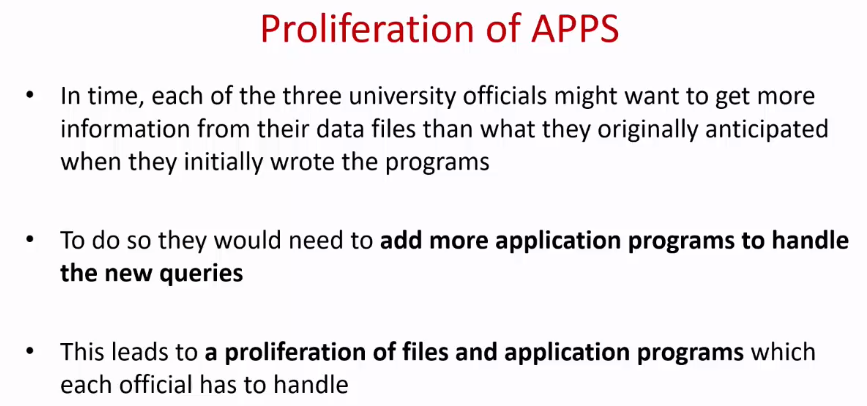 Proliferation of APPS
• In time, each of the three university officials might want to get more
information from their data files than what they originally anticipated
when they initially wrote the programs
• To do so they would need to add more application programs to handle
the new queries
• This leads to a proliferation of files and application programs which
each official has to handle